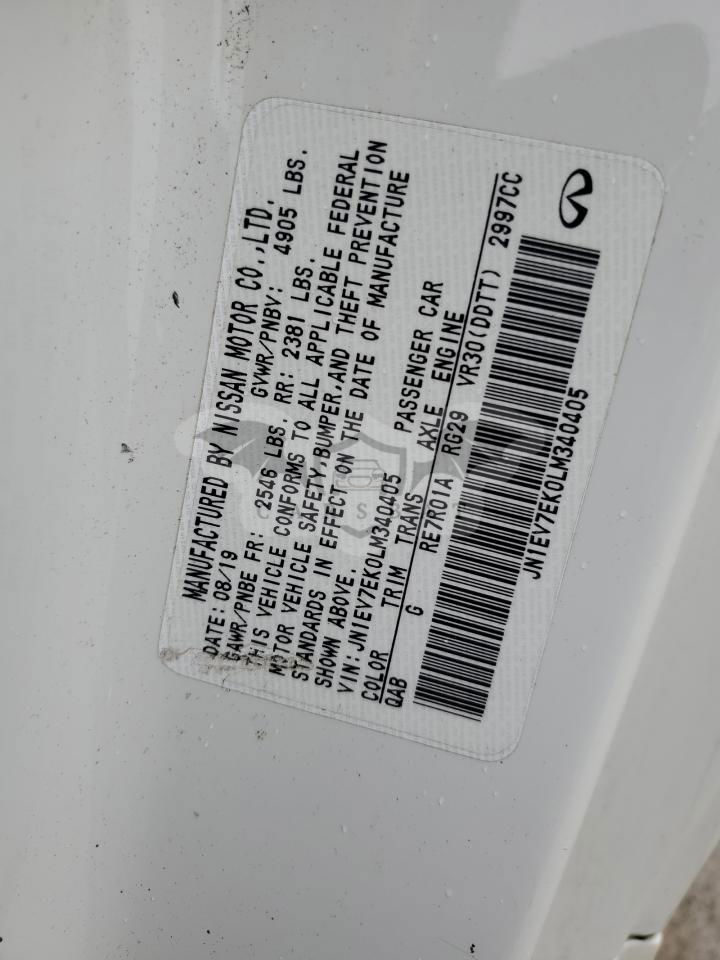 MANUFACTURED BY NISSAN MOTOR CO.,LTD.
DATE: 08/19 GVWR/PNBV: 4905 LBS.
GAWR/PNBE FR: 2546 LBS. RR: 2381 LBS.
THIS VEHICLE CONFORMS TO ALL APPLICABLE FEDERAL
MOTOR VEHICLE SAFETY,BUMPER,AND THEFT PREVENTION
STANDARDS IN EFFECT ON THE DATE OF MANUFACTURE
SHOWN ABOVE.
VIN: JN1EV7EK0LM340405 PASSENGER CAR
COLOR TRIM TRANS AXLE ENGINE
QAB G RE7R01A RG29 VR30(DDTT) 2997CC
JN1EV7EK0LM340405